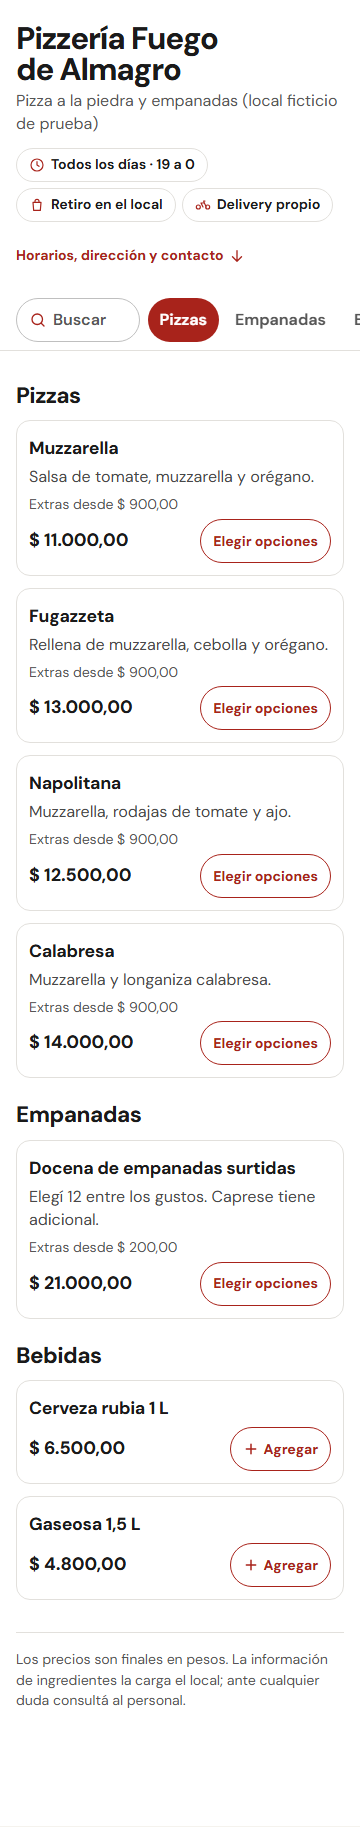 Pizzería Fuego
de Almagro
Pizza a la piedra y empanadas (local ficticio
de prueba)
Todos los días · 19 a 0
Retiro en el local
Delivery propio
Horarios, dirección y contacto ↓
Buscar
Pizzas
Empanadas
Pizzas
Muzzarella
Salsa de tomate, muzzarella y orégano.
Extras desde $ 900,00
$ 11.000,00
Elegir opciones
Fugazzeta
Rellena de muzzarella, cebolla y orégano.
Extras desde $ 900,00
$ 13.000,00
Elegir opciones
Napolitana
Muzzarella, rodajas de tomate y ajo.
Extras desde $ 900,00
$ 12.500,00
Elegir opciones
Calabresa
Muzzarella y longaniza calabresa.
Extras desde $ 900,00
$ 14.000,00
Elegir opciones
Empanadas
Docena de empanadas surtidas
Elegí 12 entre los gustos. Caprese tiene
adicional.
Extras desde $ 200,00
$ 21.000,00
Elegir opciones
Bebidas
Cerveza rubia 1 L
$ 6.500,00
+ Agregar
Gaseosa 1,5 L
$ 4.800,00
+ Agregar
Los precios son finales en pesos. La información
de ingredientes la carga el local; ante cualquier
duda consultá al personal.